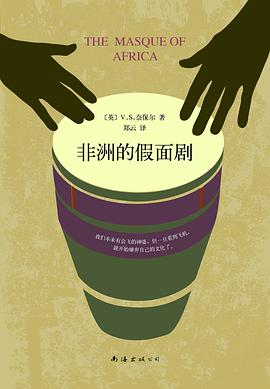 THE MASQUE OF
AFRICA
〔英〕V.S.奈保尔 著
郑云 译
非洲的假面剧
我们本来有会飞的神婆,但一旦看到飞机,
就开始嫌弃自己的文化了。
南海出版公司